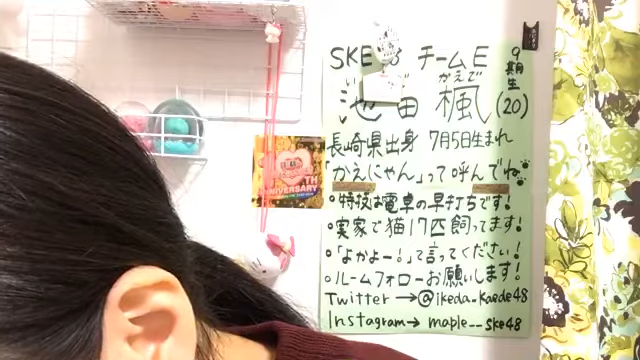 SKE48 チームE 9期生
いけだ かえで
池田 楓 (20)
長崎県出身 7月5日生まれ
「かえにゃん」って呼んでね
・特技は電卓の早打ちです!
・実家で猫17匹飼ってます!
・「よかよー!」て言ってください!
○ルームフォローお願いします!
Twitter→@ikeda_kaede48
Instagram→maple__ske48
TH
ANNIVERSARY